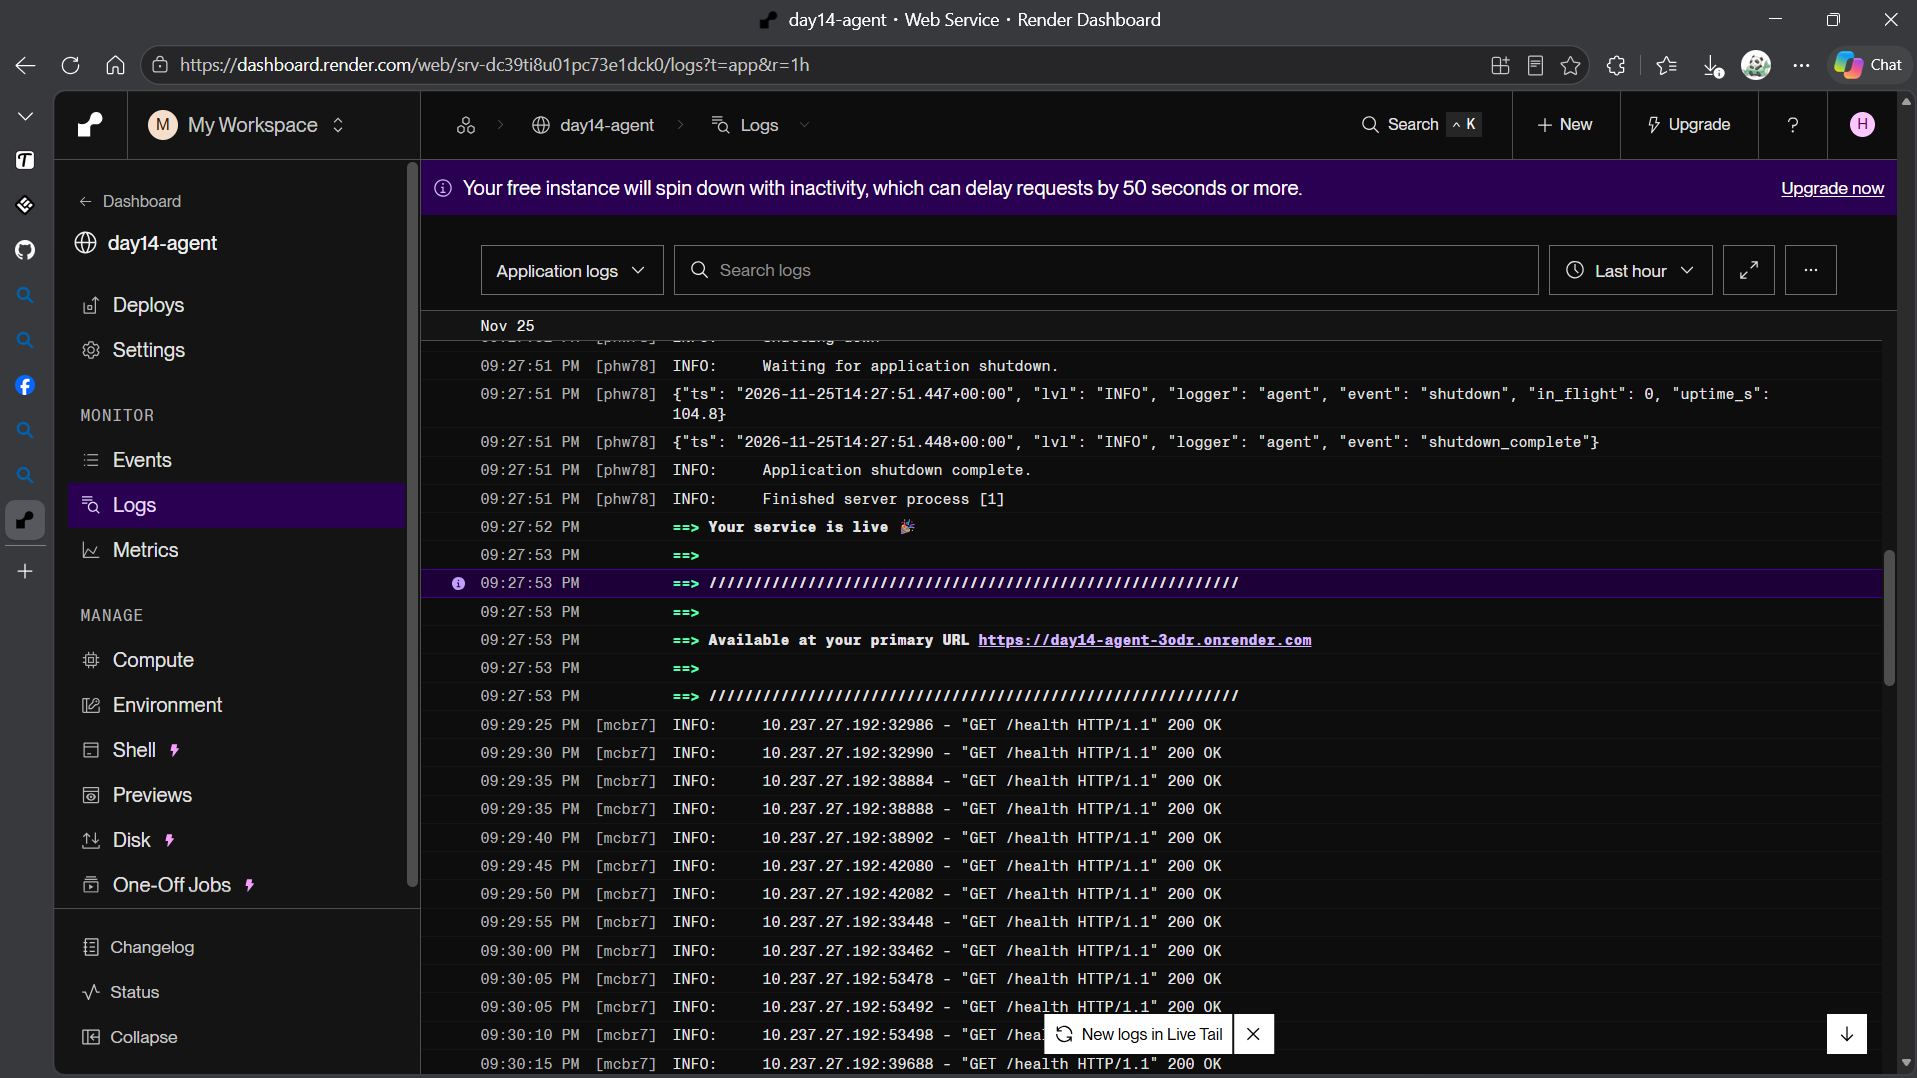 day14-agent · Web Service · Render Dashboard
https://dashboard.render.com/web/srv-dc39ti8u01pc73e1dck0/logs?t=app&r=1h
Chat
M My Workspace
day14-agent
Logs
Search ^ K
+ New
Upgrade
?
H
Your free instance will spin down with inactivity, which can delay requests by 50 seconds or more.
Upgrade now
← Dashboard
day14-agent
Deploys
Settings
MONITOR
Events
Logs
Metrics
MANAGE
Compute
Environment
Shell
Previews
Disk
One-Off Jobs
Changelog
Status
Collapse
Application logs
Search logs
Last hour
Nov 25
09:27:51 PM [phw78] INFO: Waiting for application shutdown.
09:27:51 PM [phw78] {"ts": "2026-11-25T14:27:51.447+00:00", "lvl": "INFO", "logger": "agent", "event": "shutdown", "in_flight": 0, "uptime_s":
104.8}
09:27:51 PM [phw78] {"ts": "2026-11-25T14:27:51.448+00:00", "lvl": "INFO", "logger": "agent", "event": "shutdown_complete"}
09:27:51 PM [phw78] INFO: Application shutdown complete.
09:27:51 PM [phw78] INFO: Finished server process [1]
09:27:52 PM ==> Your service is live 🎉
09:27:53 PM ==>
09:27:53 PM ==> ///////////////////////////////////////////////////////////
09:27:53 PM ==>
09:27:53 PM ==> Available at your primary URL https://day14-agent-3odr.onrender.com
09:27:53 PM ==>
09:27:53 PM ==> ///////////////////////////////////////////////////////////
09:29:25 PM [mcbr7] INFO: 10.237.27.192:32986 - "GET /health HTTP/1.1" 200 OK
09:29:30 PM [mcbr7] INFO: 10.237.27.192:32990 - "GET /health HTTP/1.1" 200 OK
09:29:35 PM [mcbr7] INFO: 10.237.27.192:38884 - "GET /health HTTP/1.1" 200 OK
09:29:35 PM [mcbr7] INFO: 10.237.27.192:38888 - "GET /health HTTP/1.1" 200 OK
09:29:40 PM [mcbr7] INFO: 10.237.27.192:38902 - "GET /health HTTP/1.1" 200 OK
09:29:45 PM [mcbr7] INFO: 10.237.27.192:42080 - "GET /health HTTP/1.1" 200 OK
09:29:50 PM [mcbr7] INFO: 10.237.27.192:42082 - "GET /health HTTP/1.1" 200 OK
09:29:55 PM [mcbr7] INFO: 10.237.27.192:33448 - "GET /health HTTP/1.1" 200 OK
09:30:00 PM [mcbr7] INFO: 10.237.27.192:33462 - "GET /health HTTP/1.1" 200 OK
09:30:05 PM [mcbr7] INFO: 10.237.27.192:53478 - "GET /health HTTP/1.1" 200 OK
09:30:05 PM [mcbr7] INFO: 10.237.27.192:53492 - "GET /health HTTP/1.1" 200 OK
09:30:10 PM [mcbr7] INFO: 10.237.27.192:53498 - "GET /hea
New logs in Live Tail
09:30:15 PM [mcbr7] INFO: 10.237.27.192:39688 - "GET /health HTTP/1.1" 200 OK